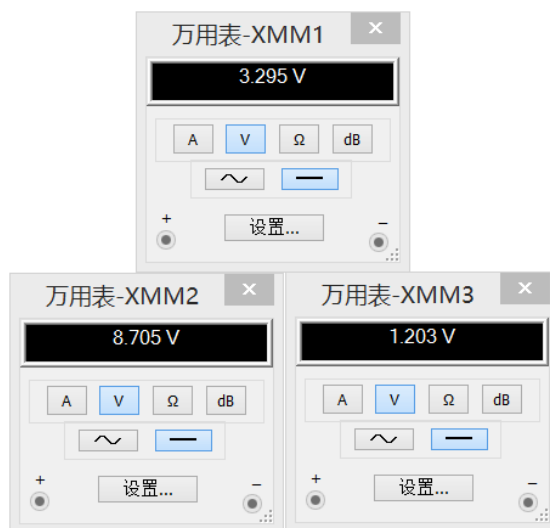 万用表-XMM1
×
3.295 V
A V Ω dB
+ 设置... −
万用表-XMM2
×
8.705 V
A V Ω dB
+ 设置... −
万用表-XMM3
×
1.203 V
A V Ω dB
+ 设置... −